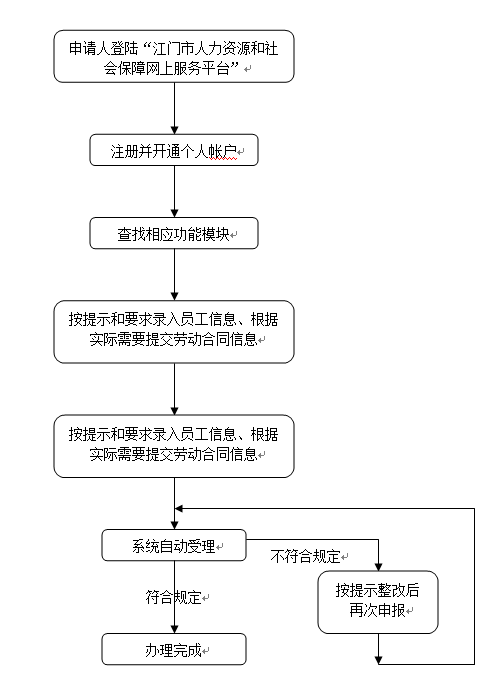 申请人登陆“江门市人力资源和社
会保障网上服务平台”
注册并开通个人帐户
查找相应功能模块
按提示和要求录入员工信息、根据
实际需要提交劳动合同信息
按提示和要求录入员工信息、根据
实际需要提交劳动合同信息
系统自动受理
不符合规定
按提示整改后
再次申报
符合规定
办理完成